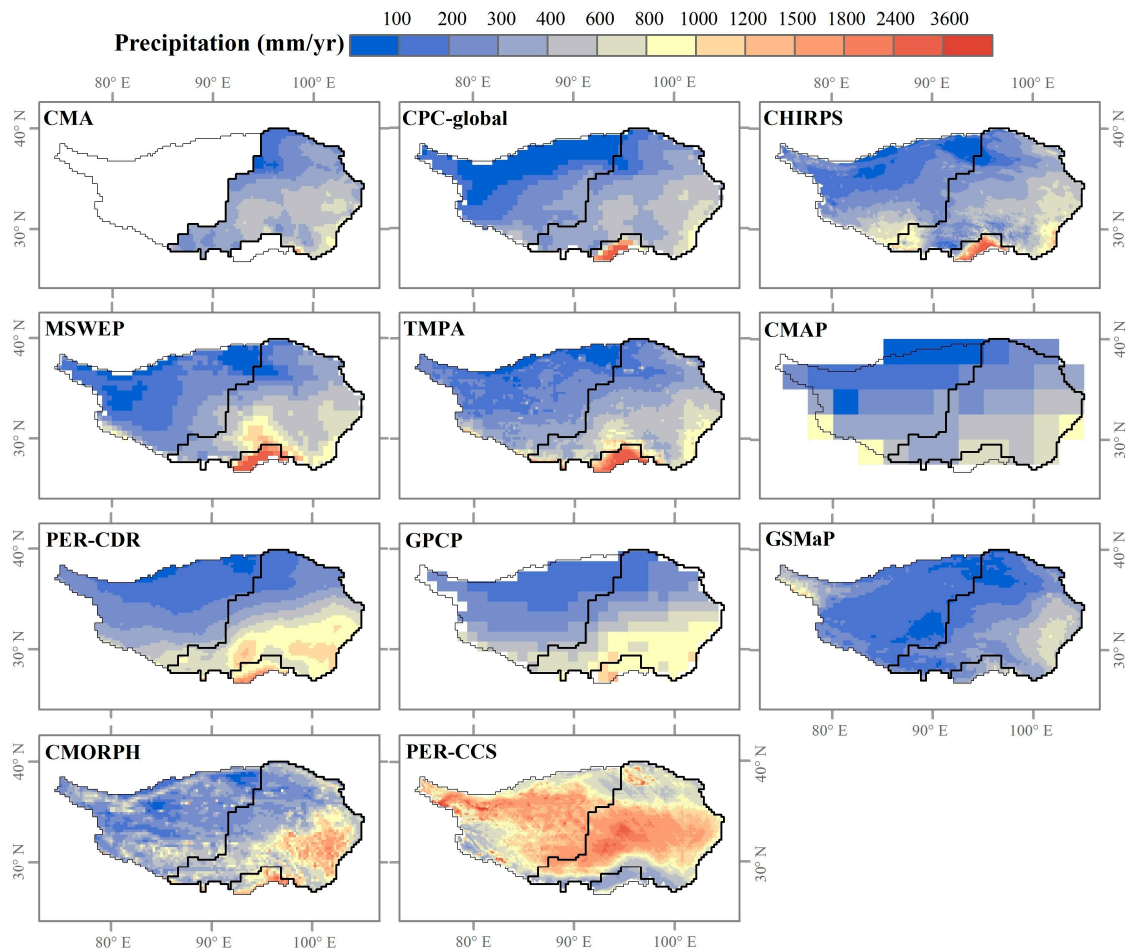 100 200 300 400 600 800 1000 1200 1500 1800 2400 3600
Precipitation (mm/yr)
80° E 90° E 100° E 80° E 90° E 100° E 80° E 90° E 100° E
CMA CPC-global CHIRPS
40° N 40° N
30° N 30° N
MSWEP TMPA CMAP
40° N 40° N
30° N 30° N
PER-CDR GPCP GSMaP
40° N 40° N
30° N 30° N
80° E 90° E 100° E
CMORPH PER-CCS
40° N 40° N
30° N 30° N
80° E 90° E 100° E 80° E 90° E 100° E